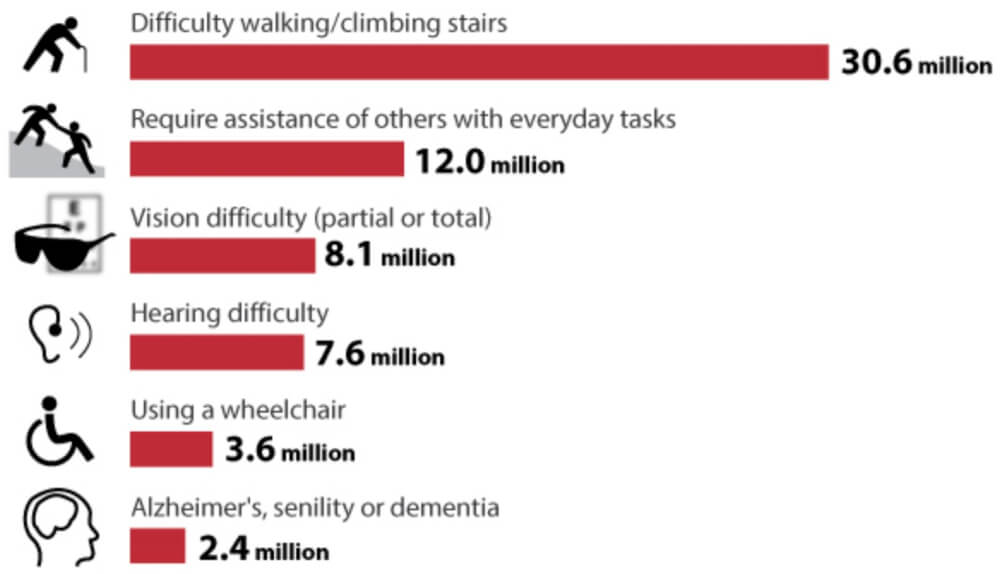 Difficulty walking/climbing stairs
30.6 million
Require assistance of others with everyday tasks
12.0 million
E
Vision difficulty (partial or total)
8.1 million
Hearing difficulty
7.6 million
Using a wheelchair
3.6 million
Alzheimer's, senility or dementia
2.4 million